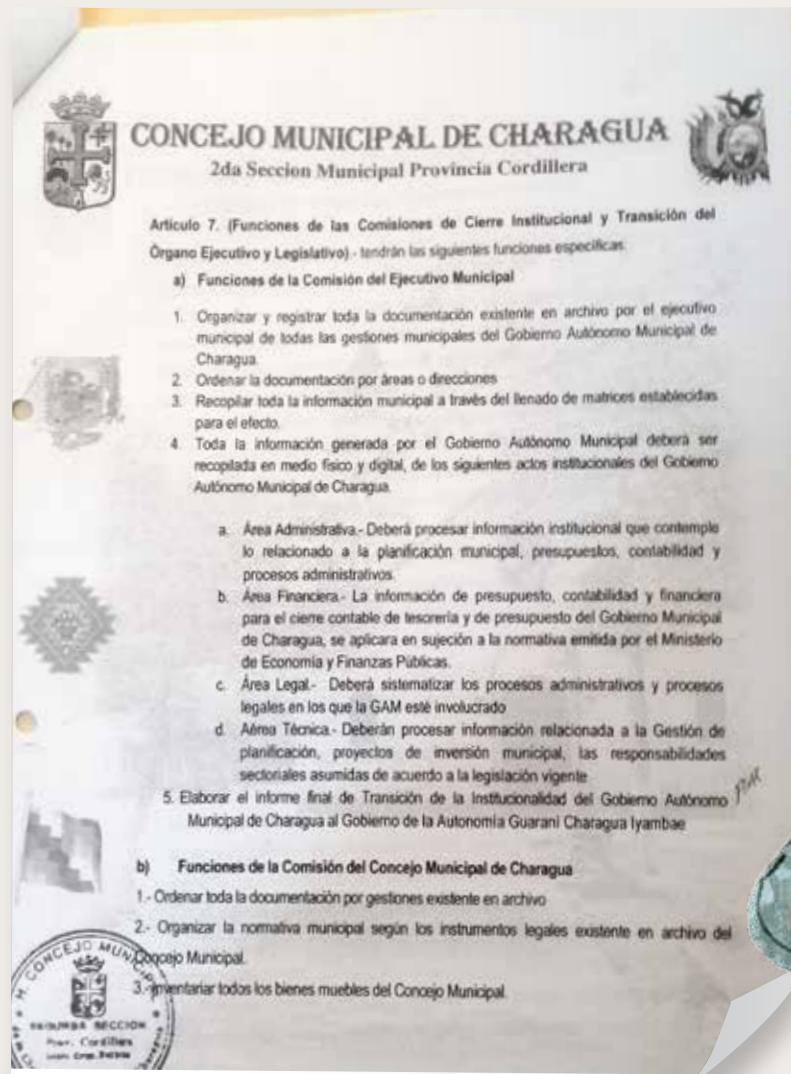 CONCEJO MUNICIPAL DE CHARAGUA
2da Seccion Municipal Provincia Cordillera
Articulo 7. (Funciones de las Comisiones de Cierre Institucional y Transición del
Órgano Ejecutivo y Legislativo).- tendrán las siguientes funciones específicas:
a) Funciones de la Comisión del Ejecutivo Municipal
1. Organizar y registrar toda la documentación existente en archivo por el ejecutivo
municipal de todas las gestiones municipales del Gobierno Autónomo Municipal de
Charagua.
2. Ordenar la documentación por áreas o direcciones
3. Recopilar toda la información municipal a través del llenado de matrices establecidas
para el efecto.
4. Toda la información generada por el Gobierno Autónomo Municipal deberá ser
recopilada en medio físico y digital, de los siguientes actos institucionales del Gobierno
Autónomo Municipal de Charagua.
a. Área Administrativa.- Deberá procesar información institucional que contemple
lo relacionado a la planificación municipal, presupuestos, contabilidad y
procesos administrativos.
b. Área Financiera.- La información de presupuesto, contabilidad y financiera
para el cierre contable de tesorería y de presupuesto del Gobierno Municipal
de Charagua, se aplicara en sujeción a la normativa emitida por el Ministerio
de Economía y Finanzas Públicas.
c. Área Legal.- Deberá sistematizar los procesos administrativos y procesos
legales en los que la GAM esté involucrado
d. Aérea Técnica.- Deberán procesar información relacionada a la Gestión de
planificación, proyectos de inversión municipal, las responsabilidades
sectoriales asumidas de acuerdo a la legislación vigente
5. Elaborar el informe final de Transición de la Institucionalidad del Gobierno Autónomo
Municipal de Charagua al Gobierno de la Autonomía Guaraní Charagua Iyambae
b) Funciones de la Comisión del Concejo Municipal de Charagua
1.- Ordenar toda la documentación por gestiones existente en archivo
2.- Organizar la normativa municipal según los instrumentos legales existente en archivo del
Concejo Municipal.
3.- Inventariar todos los bienes muebles del Concejo Municipal.
H. CONCEJO MUNICIPAL
SEGUNDA SECCION
Prov. Cordillera